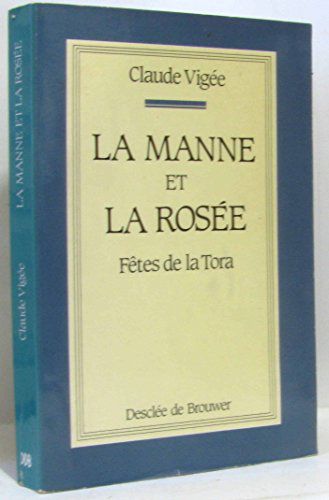 Claude Vigée
LA MANNE
ET
LA ROSÉE
Fêtes de la Tora
Desclée de Brouwer
LA MANNE ET LA ROSÉE
Claude Vigée
DDB